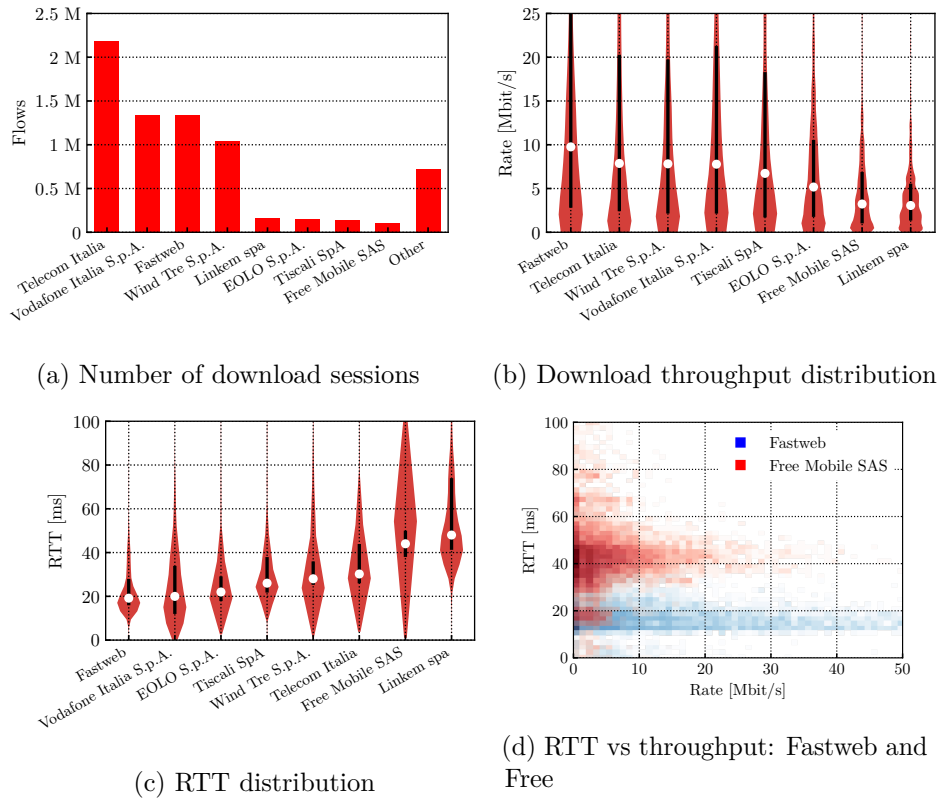 2 M
1.5 M
1 M
0.5 M
0
Flows
Telecom Italia
Vodafone Italia S.p.A.
Fastweb
Wind Tre S.p.A.
Linkem spa
EOLO S.p.A.
Tiscali SpA
Free Mobile SAS
Other
(a) Number of download sessions
25
20
15
10
5
0
Rate [Mbit/s]
Fastweb
Telecom Italia
Wind Tre S.p.A.
Vodafone Italia S.p.A.
Tiscali SpA
EOLO S.p.A.
Free Mobile SAS
Linkem spa
(b) Download throughput distribution
100
80
60
40
20
0
RTT [ms]
Fastweb
Vodafone Italia S.p.A.
EOLO S.p.A.
Tiscali SpA
Wind Tre S.p.A.
Telecom Italia
Free Mobile SAS
Linkem spa
(c) RTT distribution
100
80
60
40
20
0
RTT [ms]
Fastweb
Free Mobile SAS
0 10 20 30 40 50
Rate [Mbit/s]
(d) RTT vs throughput: Fastweb and
Free